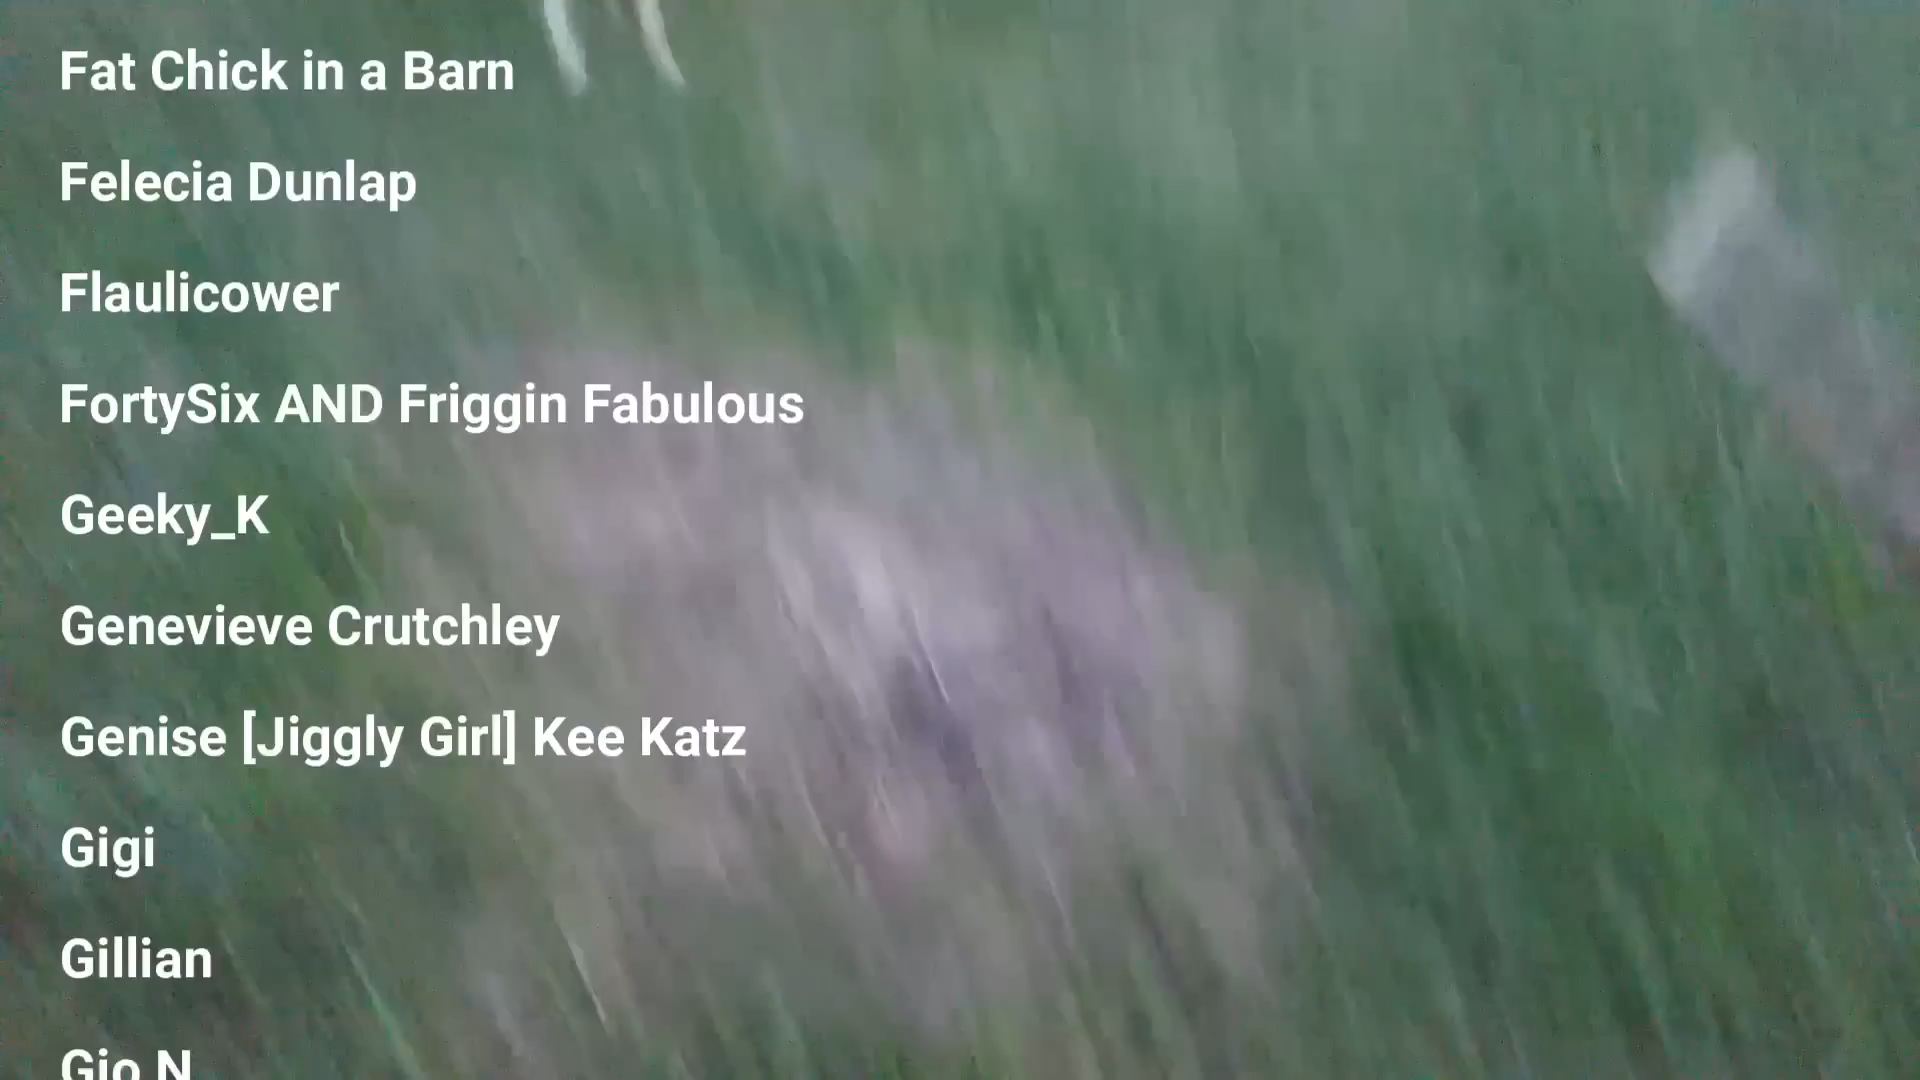 Fat Chick in a Barn
Felecia Dunlap
Flaulicower
FortySix AND Friggin Fabulous
Geeky_K
Genevieve Crutchley
Genise [Jiggly Girl] Kee Katz
Gigi
Gillian
Gio N